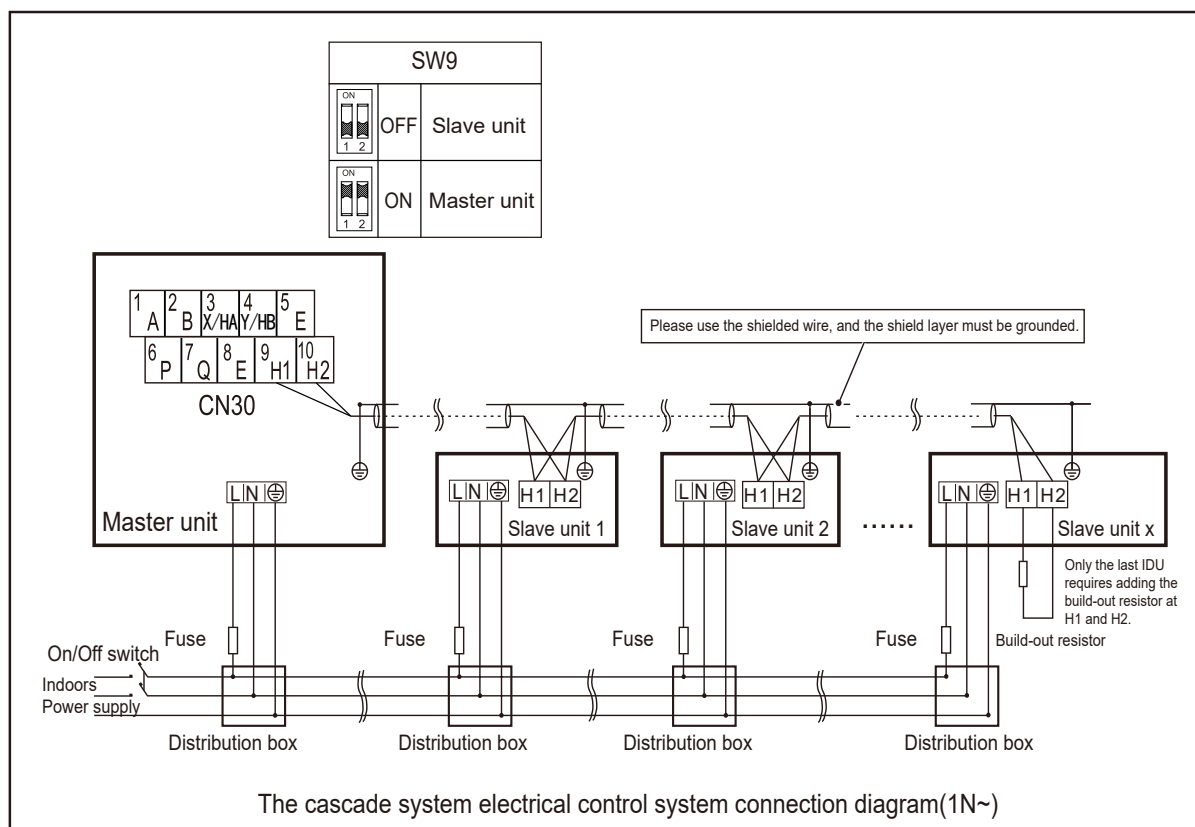 SW9
ON
1 2
OFF
Slave unit
ON
1 2
ON
Master unit
1 A 2 B 3 X/HA 4 Y/HB 5 E
6 P 7 Q 8 E 9 H1 10 H2
CN30
Please use the shielded wire, and the shield layer must be grounded.
L N
Master unit
L N
H1 H2
Slave unit 1
L N
H1 H2
Slave unit 2
......
L N
H1 H2
Slave unit x
Only the last IDU
requires adding the
build-out resistor at
H1 and H2.
Build-out resistor
Fuse
Fuse
Fuse
Fuse
On/Off switch
Indoors
Power supply
Distribution box
Distribution box
Distribution box
Distribution box
The cascade system electrical control system connection diagram(1N~)